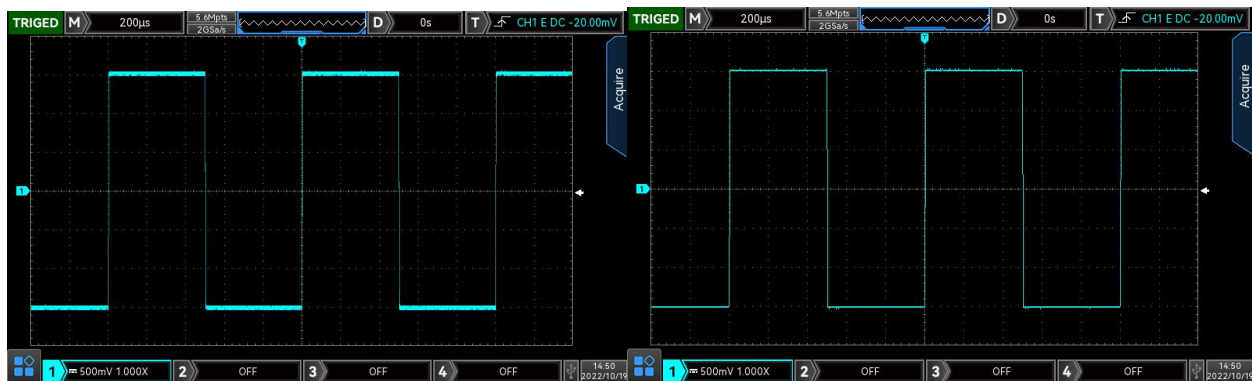 TRIGED M 200μs 5.6Mpts 2GSa/s D 0s T CH1 E DC -20.00mV
T
Acquire
1
1 500mV 1.000X 2 OFF 3 OFF 4 OFF 14:50 2022/10/19
TRIGED M 200μs 5.6Mpts 2GSa/s D 0s T CH1 E DC -20.00mV
T
Acquire
1
1 500mV 1.000X 2 OFF 3 OFF 4 OFF 14:50 2022/10/19